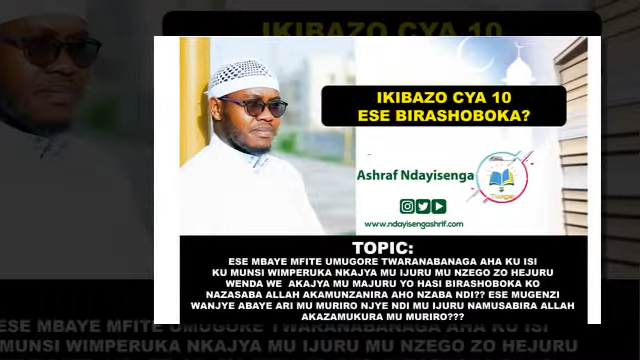 IKIBAZO CYA 10
IKIBAZO CYA 10
ESE BIRASHOBOKA?
Ashraf Ndayisenga
www.ndayisengashrif.com
TOPIC:
ESE MBAYE MFITE UMUGORE TWARANABANAGA AHA KU ISI
KU MUNSI WIMPERUKA NKAJYA MU IJURU MU NZEGO ZO HEJURU
WENDA WE AKAJYA MU MAJURU YO HASI BIRASHOBOKA KO
NAZASABA ALLAH AKAMUNZANIRA AHO NZABA NDI?? ESE MUGENZI
WANJYE ABAYE ARI MU MURIRO NJYE NDI MU IJURU NAMUSABIRA ALLAH
AKAZAMUKURA MU MURIRO???
ESE MBAYE MFITE UMUGORE TWARANABANAGA AHA KU ISI
MUNSI WIMPERUKA NKAJYA MU IJURU MU NZEGO ZO HEJURU